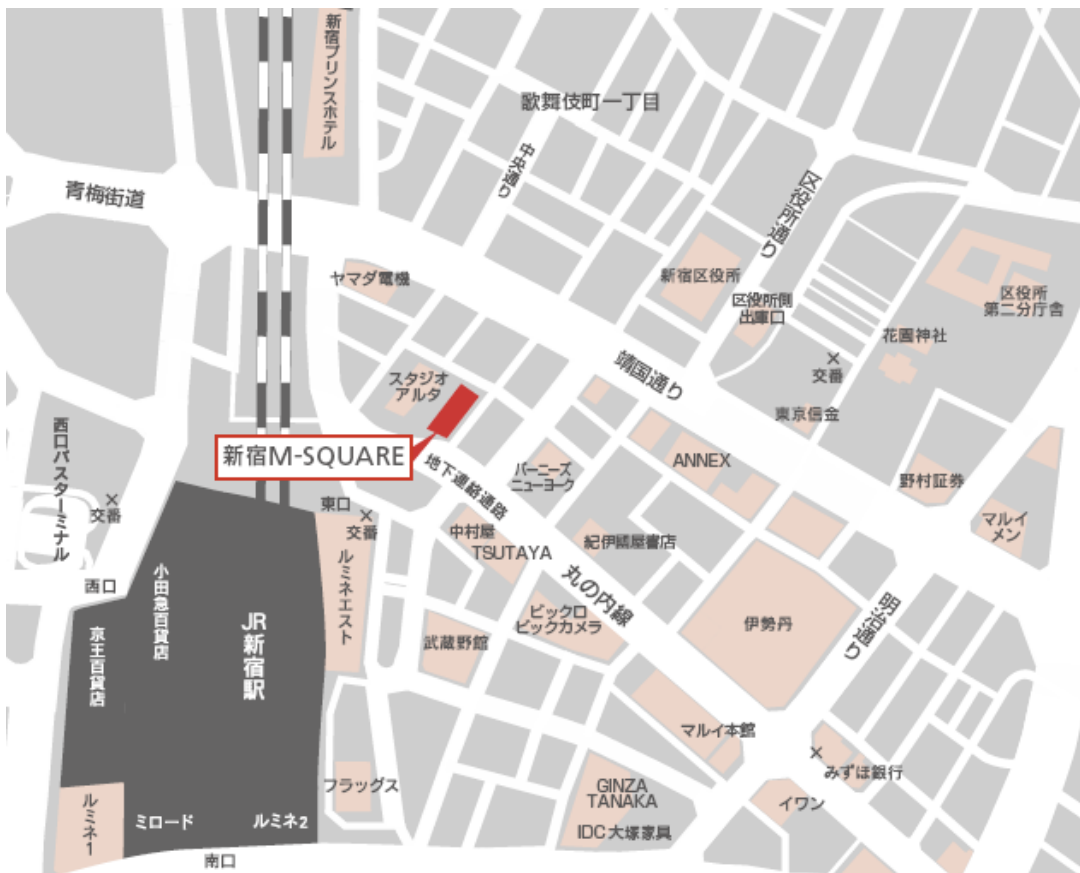 新宿プリンスホテル
歌舞伎町一丁目
中央通り
区役所通り
青梅街道
ヤマダ電機
新宿区役所
区役所側
出庫口
区役所
第二分庁舎
花園神社
交番
靖国通り
スタジオ
アルタ
東京信金
新宿M-SQUARE
地下連絡通路
バーニーズ
ニューヨーク
ANNEX
野村証券
マルイ
メン
西口バスターミナル
交番
東口
交番
中村屋
TSUTAYA
紀伊國屋書店
丸の内線
西口
小田急百貨店
京王百貨店
JR新宿駅
ルミネエスト
武蔵野館
ビックロ
ビックカメラ
伊勢丹
明治通り
マルイ本館
みずほ銀行
フラッグス
GINZA
TANAKA
IDC大塚家具
イワン
ルミネ1
ミロード
ルミネ2
南口